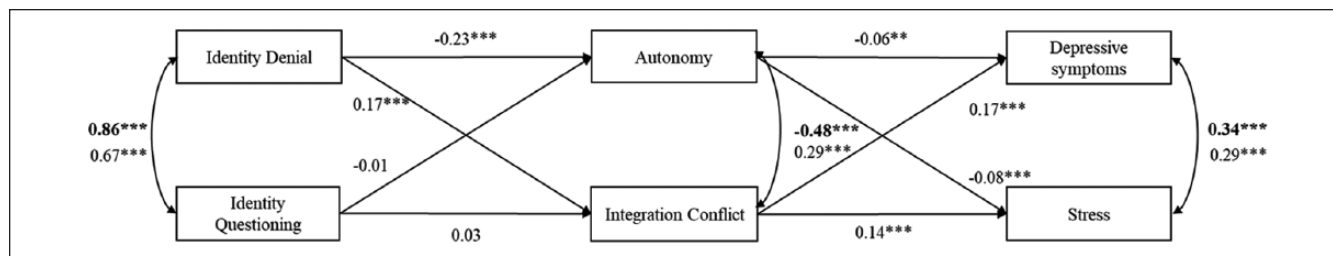 Identity Denial
-0.23***
Autonomy
-0.06**
Depressive
symptoms
0.17***
0.17***
0.86***
0.67***
-0.48***
0.29***
0.34***
0.29***
-0.01
-0.08***
Identity
Questioning
0.03
Integration Conflict
0.14***
Stress